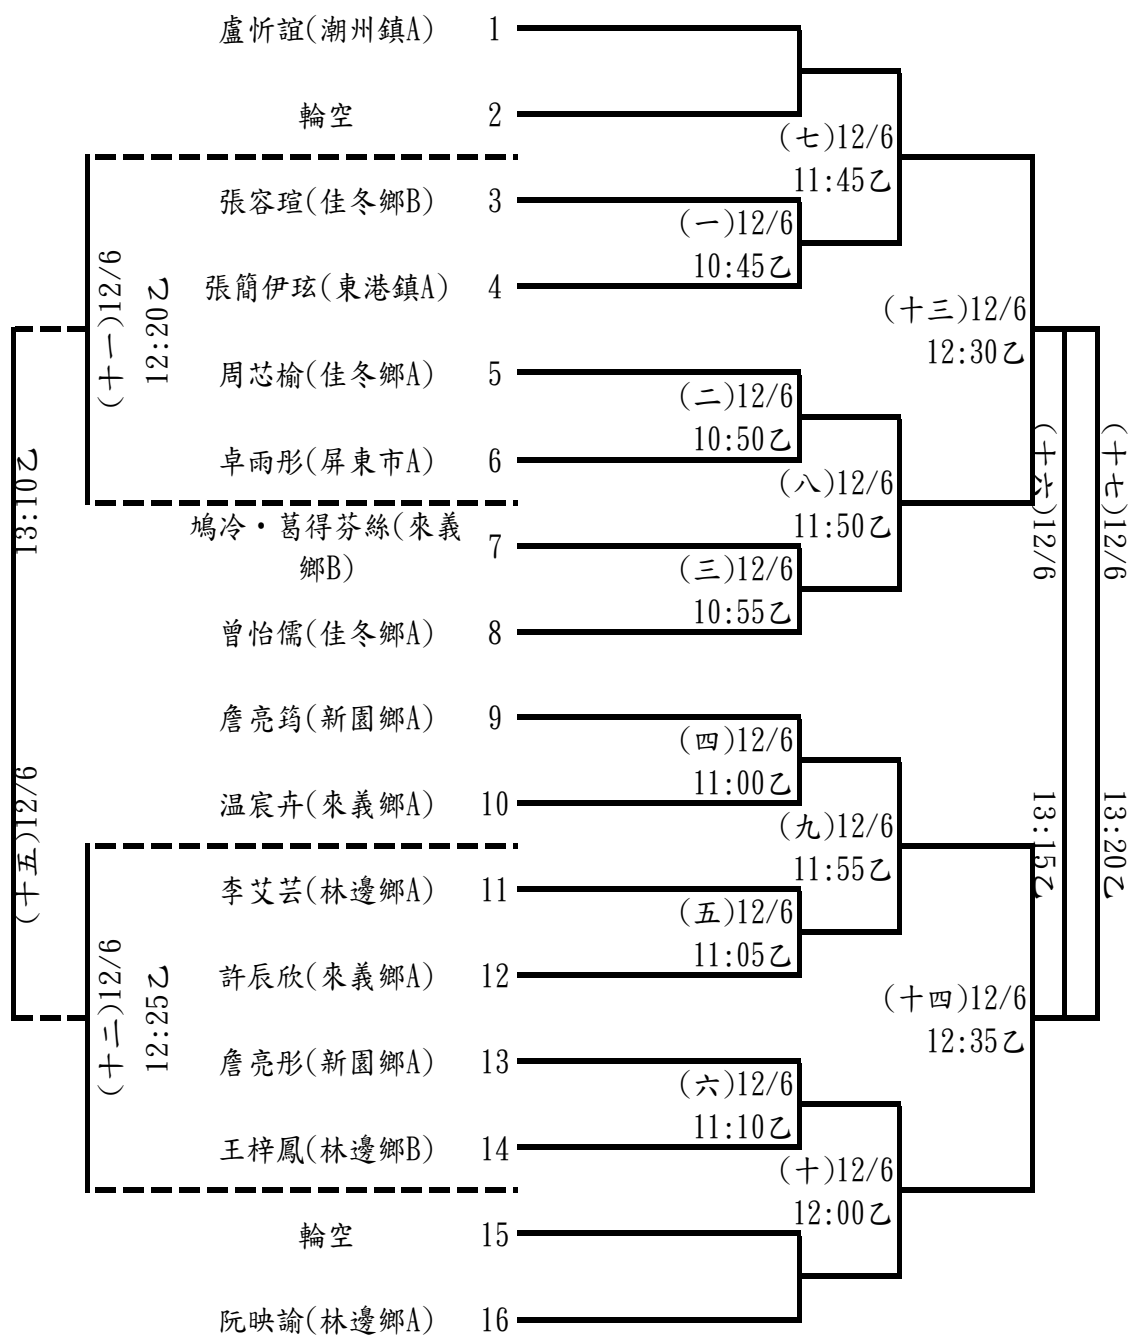 盧忻誼(潮州鎮A) 1
輪空 2
(七)12/6
11:45乙
張容瑄(佳冬鄉B) 3
(一)12/6
10:45乙
張簡伊玹(東港鎮A) 4
(十一)12/6
12:20乙
(十三)12/6
12:30乙
周芯榆(佳冬鄉A) 5
(二)12/6
10:50乙
卓雨彤(屏東市A) 6
(八)12/6
11:50乙
鳩冷・葛得芬絲(來義
鄉B) 7
(三)12/6
10:55乙
曾怡儒(佳冬鄉A) 8
(十五)12/6
13:10乙
(十六)12/6
13:15乙
(十七)12/6
13:20乙
詹亮筠(新園鄉A) 9
(四)12/6
11:00乙
温宸卉(來義鄉A) 10
(九)12/6
11:55乙
李艾芸(林邊鄉A) 11
(五)12/6
11:05乙
許辰欣(來義鄉A) 12
(十二)12/6
12:25乙
(十四)12/6
12:35乙
詹亮彤(新園鄉A) 13
(六)12/6
11:10乙
王梓鳳(林邊鄉B) 14
(十)12/6
12:00乙
輪空 15
阮映諭(林邊鄉A) 16